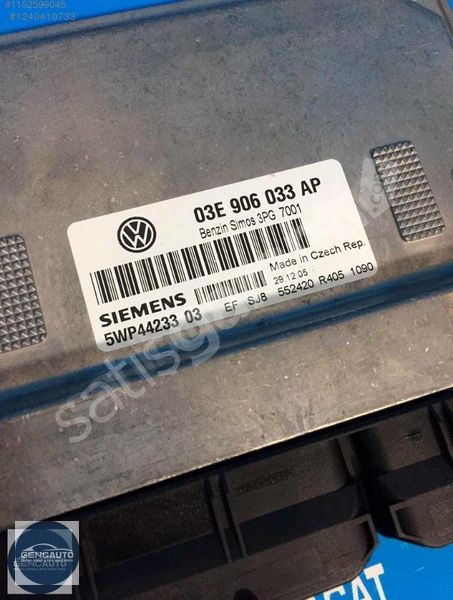 #1152599045
#1240410733
03E 906 033 AP
Benzin Simos 3PG 7001
Made in Czech Rep.
SIEMENS
29.12.05
5WP44233 03
EF SJ8 552420 R405 1090
GENÇAUTO